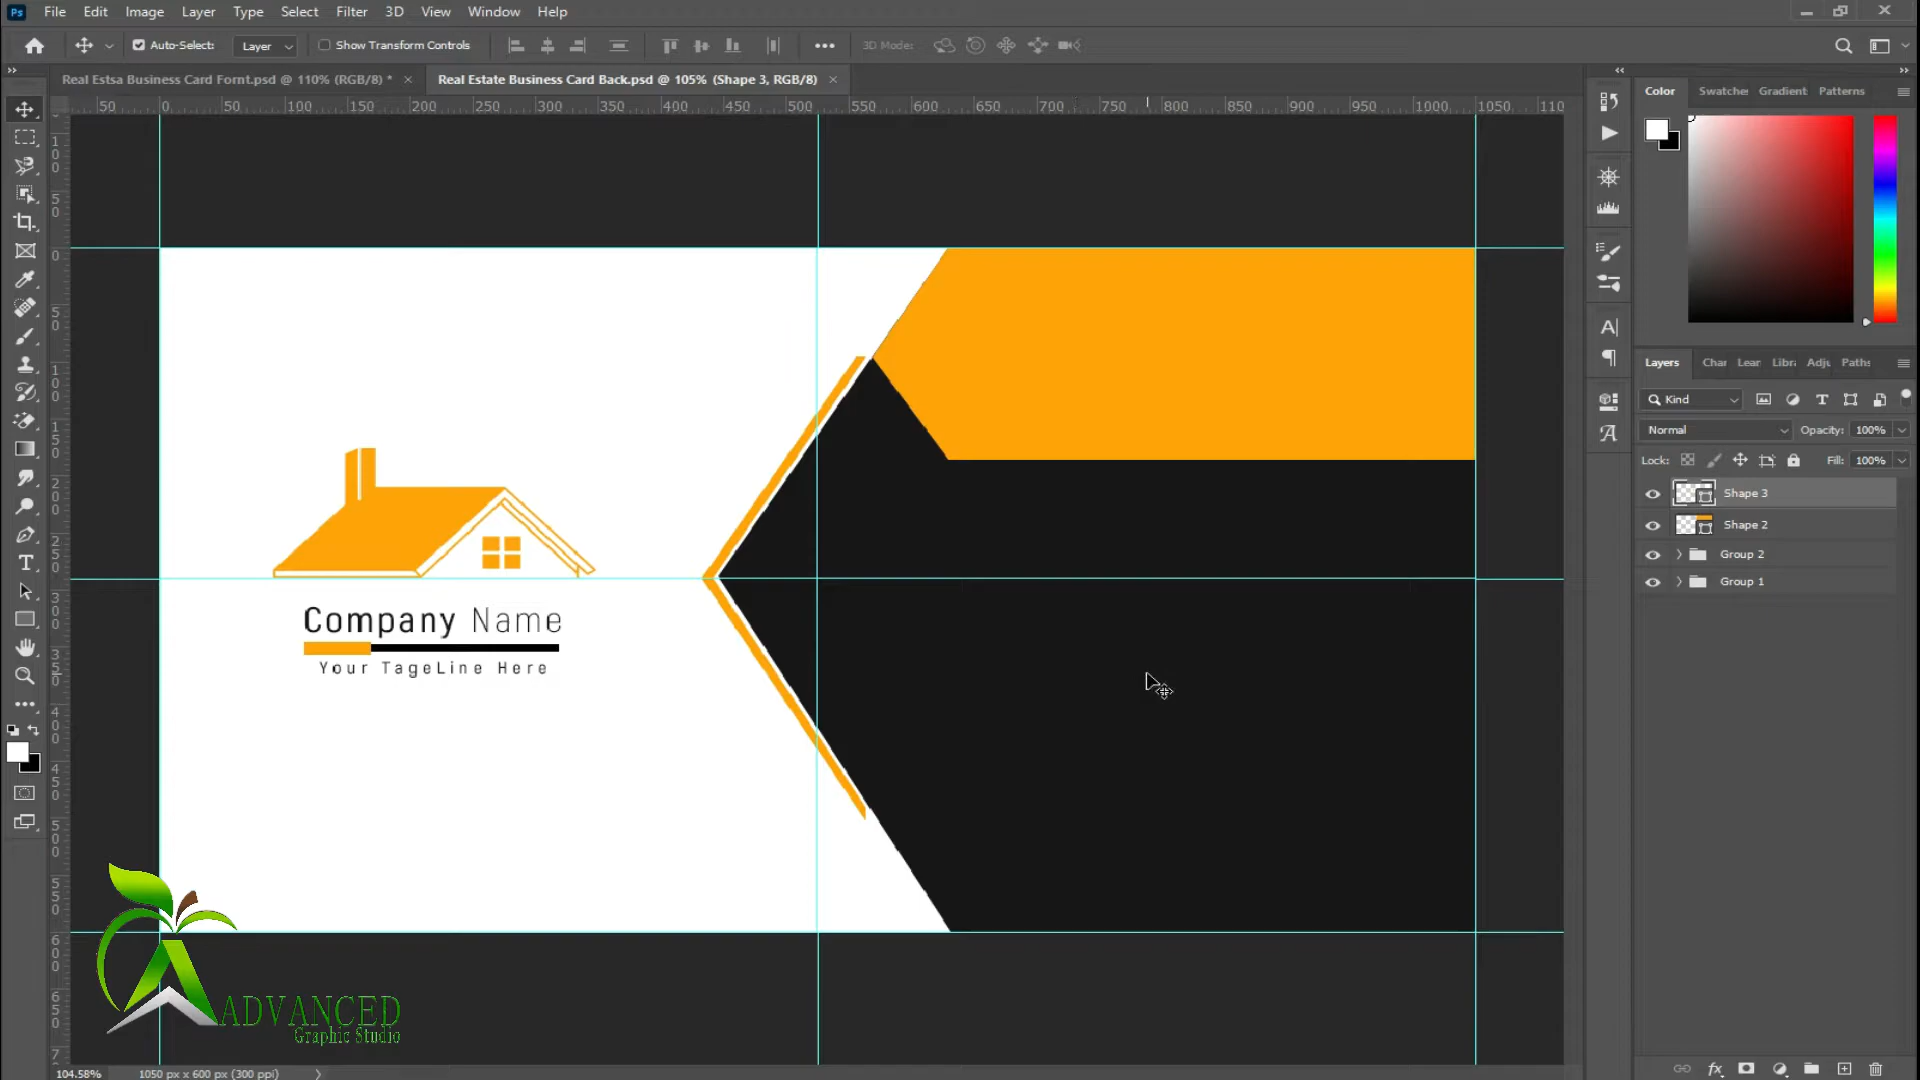 Ps File Edit Image Layer Type Select Filter 3D View Window Help
Auto-Select: Layer Show Transform Controls 3D Mode:
Real Estsa Business Card Fornt.psd @ 110% (RGB/8) * × Real Estate Business Card Back.psd @ 105% (Shape 3, RGB/8) ×
50 0 50 100 150 200 250 300 350 400 450 500 550 600 650 700 750 800 850 900 950 1000 1050 110
Color Swatche Gradient Patterns
Layers Char Lear Libra Adju Paths
Kind
Normal Opacity: 100%
Lock: Fill: 100%
Shape 3
Shape 2
Group 2
Group 1
Company Name
Your TageLine Here
ADVANCED
Graphic Studio
104.58% 1050 px x 600 px (300 ppi)